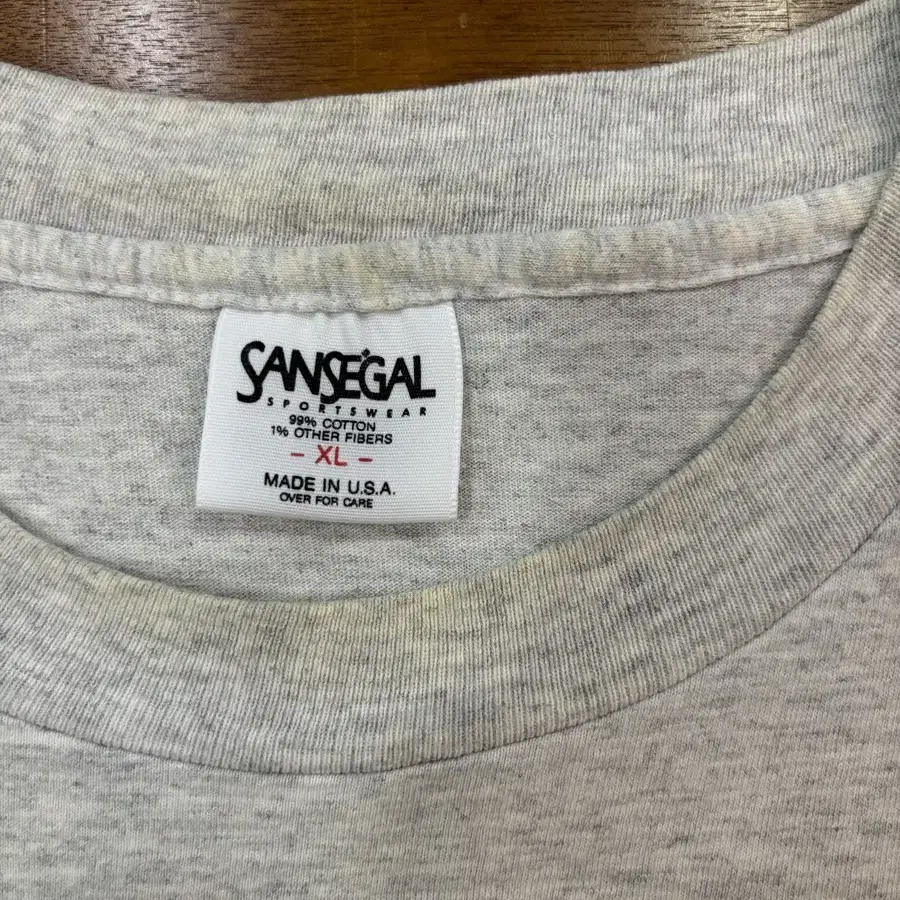 SANSEGAL
SPORTSWEAR
99% COTTON
1% OTHER FIBERS
- XL -
MADE IN U.S.A.
OVER FOR CARE